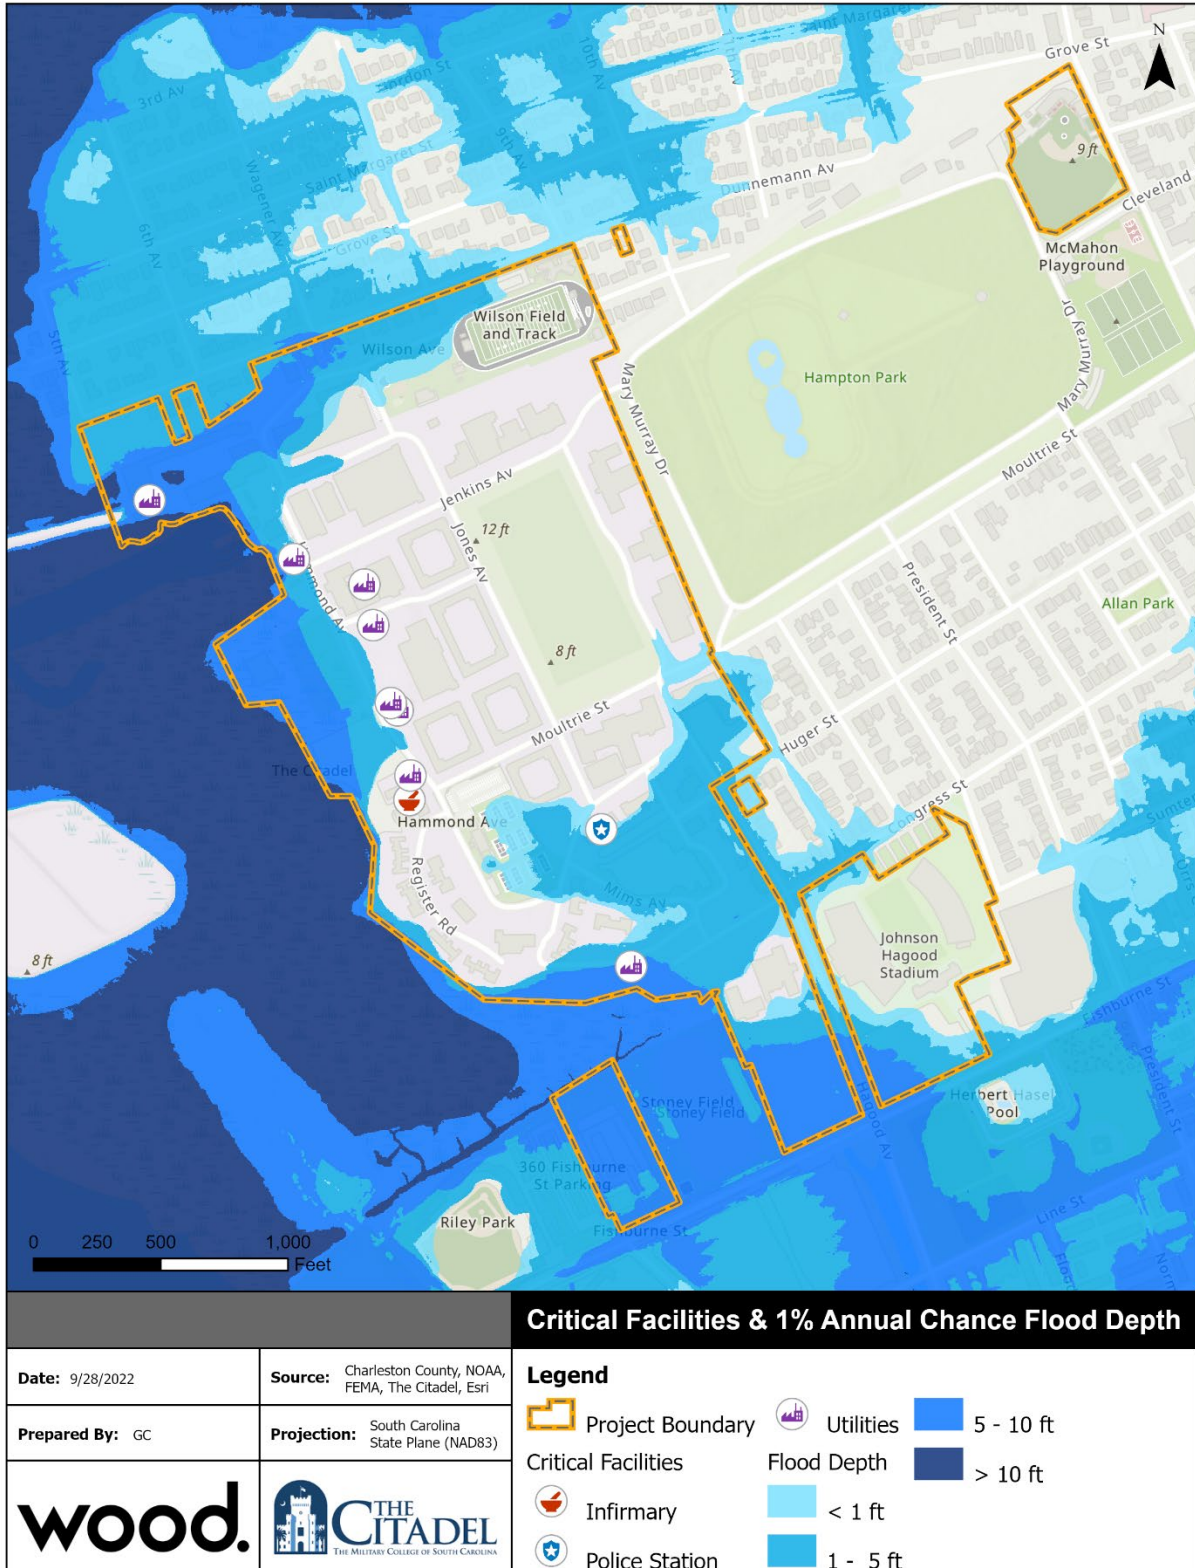 Saint Margaret St
10th Av
Grove St
N
3rd Av
9th Av
9 ft
Saint Margaret St
Dunnemann Av
Cleveland
Wagener Av
Grove St
6th Av
McMahon
Playground
Wilson Field
and Track
5th Av
Wilson Ave
Mary Murray Dr
Hampton Park
Mary Murray Dr
Moultrie St
Jenkins Av
12 ft
Jones Av
President St
Allan Park
Hammond Av
8 ft
Moultrie St
Huger St
The Citadel
Congress St
Sumter
Hammond Ave
Orrs
Register Rd
Mims Av
Johnson
Hagood
Stadium
8 ft
Fishburne St
President St
Stoney Field
Stoney Field
Hagood Av
Herbert Hasel
Pool
360 Fishburne
St Parking
Riley Park
Fishburne St
Line St
Norm
0 250 500 1,000
Feet
Critical Facilities & 1% Annual Chance Flood Depth
Date: 9/28/2022
Source: Charleston County, NOAA,
FEMA, The Citadel, Esri
Prepared By: GC
Projection: South Carolina
State Plane (NAD83)
wood.
THE
CITADEL
THE MILITARY COLLEGE OF SOUTH CAROLINA
Legend
Project Boundary
Utilities
5 - 10 ft
Critical Facilities
Flood Depth
> 10 ft
Infirmary
< 1 ft
Police Station
1 - 5 ft